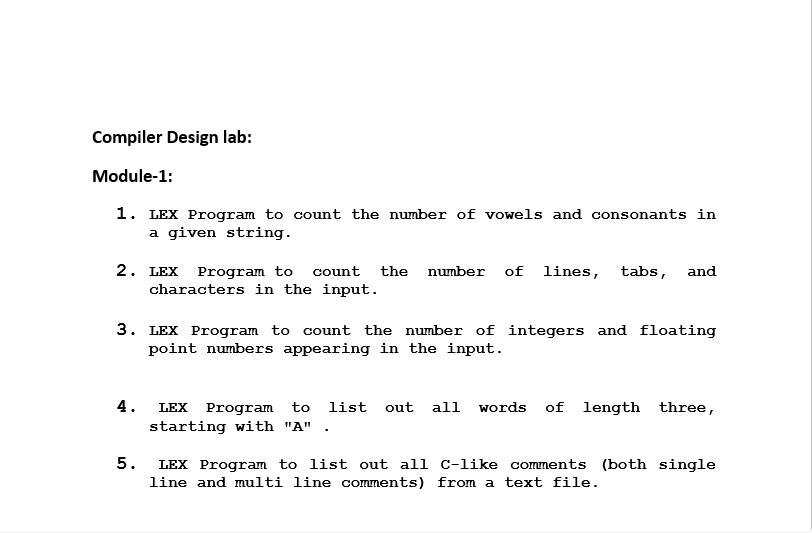 Compiler Design lab:
Module-1:
1. LEX Program to count the number of vowels and consonants in
a given string.
2. LEX Program to count the number of lines, tabs, and
characters in the input.
3. LEX Program to count the number of integers and floating
point numbers appearing in the input.
4. LEX Program to list out all words of length three,
starting with "A" .
5. LEX Program to list out all C-like comments (both single
line and multi line comments) from a text file.